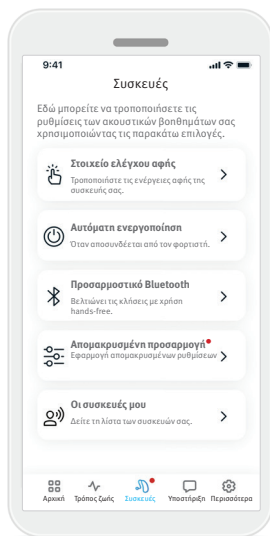 9:41
Συσκευές
Εδώ μπορείτε να τροποποιήσετε τις
ρυθμίσεις των ακουστικών βοηθημάτων σας
χρησιμοποιώντας τις παρακάτω επιλογές.
Στοιχείο ελέγχου αφής
Τροποποιήστε τις ενέργειες αφής της
συσκευής σας.
Αυτόματη ενεργοποίηση
Όταν αποσυνδέεται από τον φορτιστή.
Προσαρμοστικό Bluetooth
Βελτιώνει τις κλήσεις με χρήση
hands-free.
Απομακρυσμένη προσαρμογή
Εφαρμογή απομακρυσμένων ρυθμίσεων
Οι συσκευές μου
Δείτε τη λίστα των συσκευών σας.
Αρχική Τρόπος ζωής Συσκευές Υποστήριξη Περισσότερα